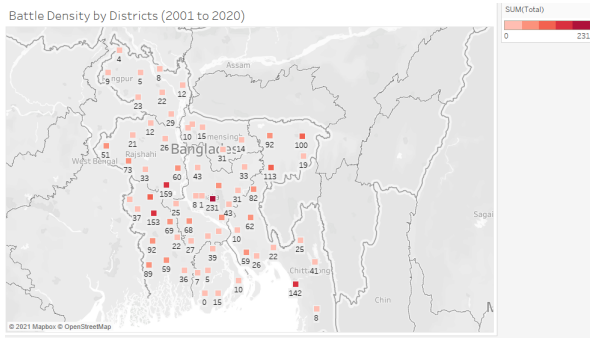 Battle Density by Districts (2001 to 2020)
SUM(Total)
0 231
4
Assam
9 5 8
22 12
23
29
12
10 15
21 26 31 14 92 100
Bangladesh
51 Rajshahi
West Bengal
19
73 33 60 43 33 113
159 8 1 231 31 82
37 153 25 43
69 68 62
Sagai
92 22 27 10
39 25
59 26 22
89 59 41
36 7 5
Chin
10 142
0 15
8
© 2021 Mapbox © OpenStreetMap